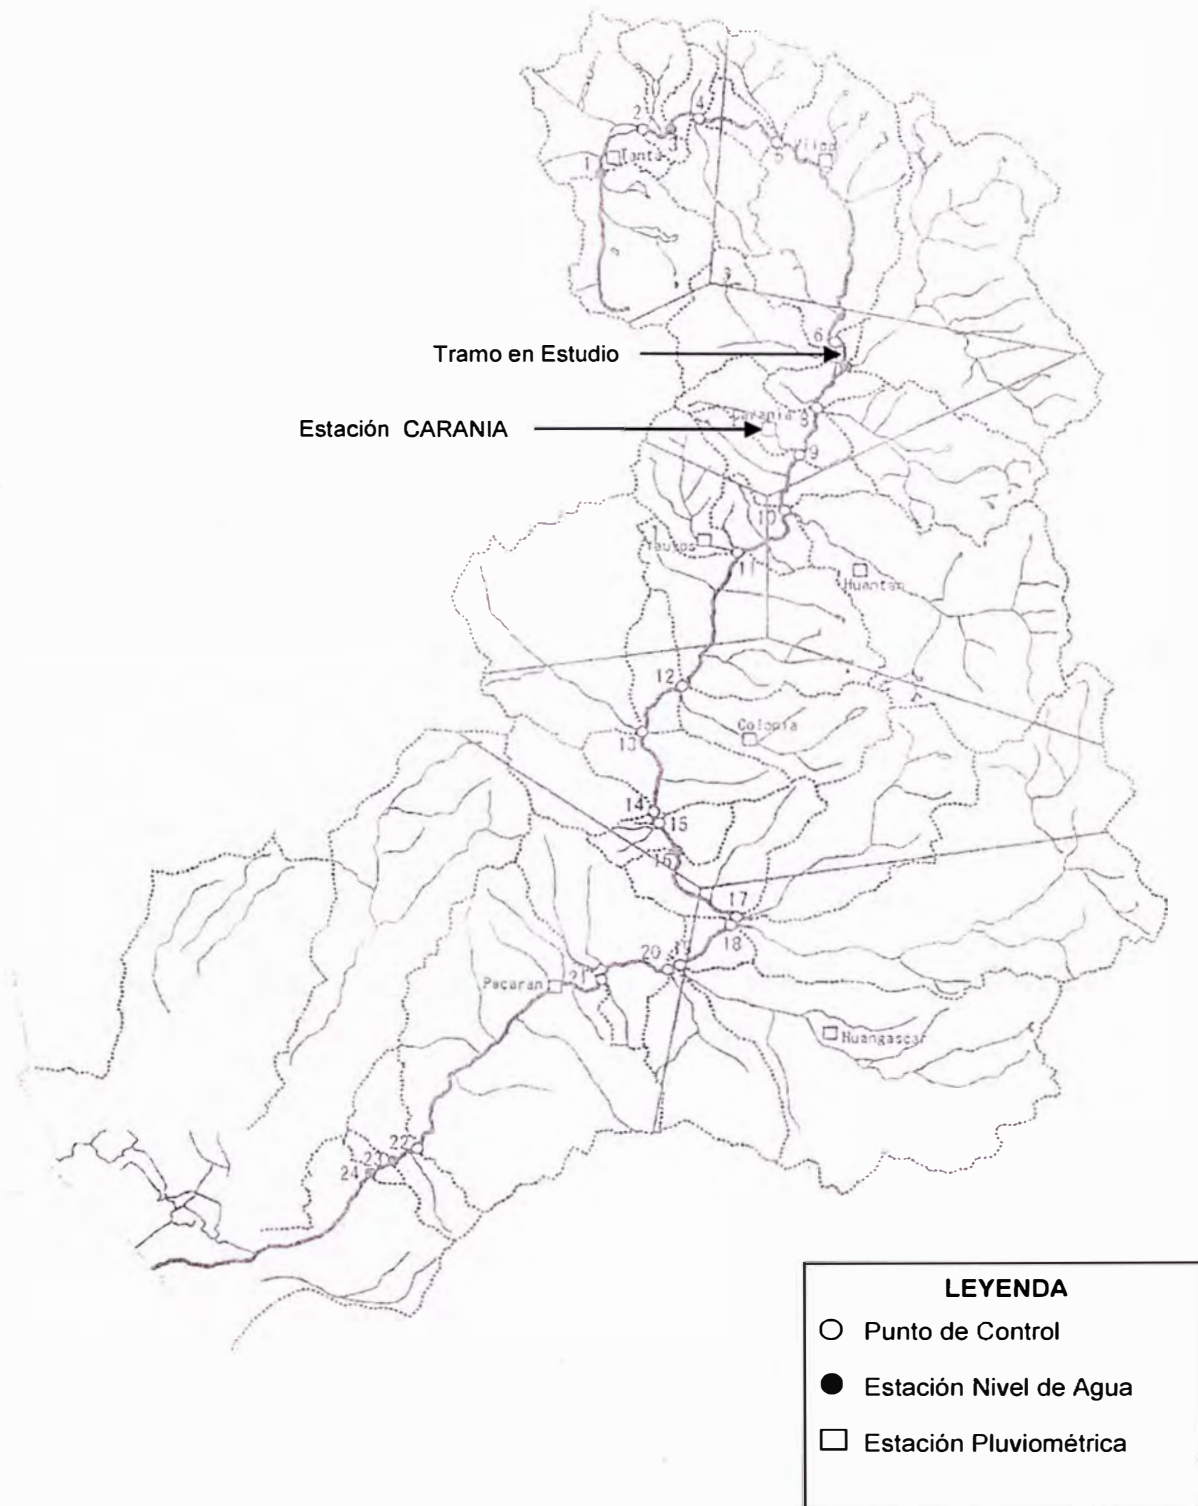 2
4
3
Tanta
1
5
Vilca
3
6
Tramo en Estudio
Carania
8
Estación CARANIA
9
10
Yauyos
11
Huantan
12
Colonia
13
14
15
16
17
18
19
20
21
Pacaran
Huangascar
22
23
24
LEYENDA
Punto de Control
Estación Nivel de Agua
Estación Pluviométrica